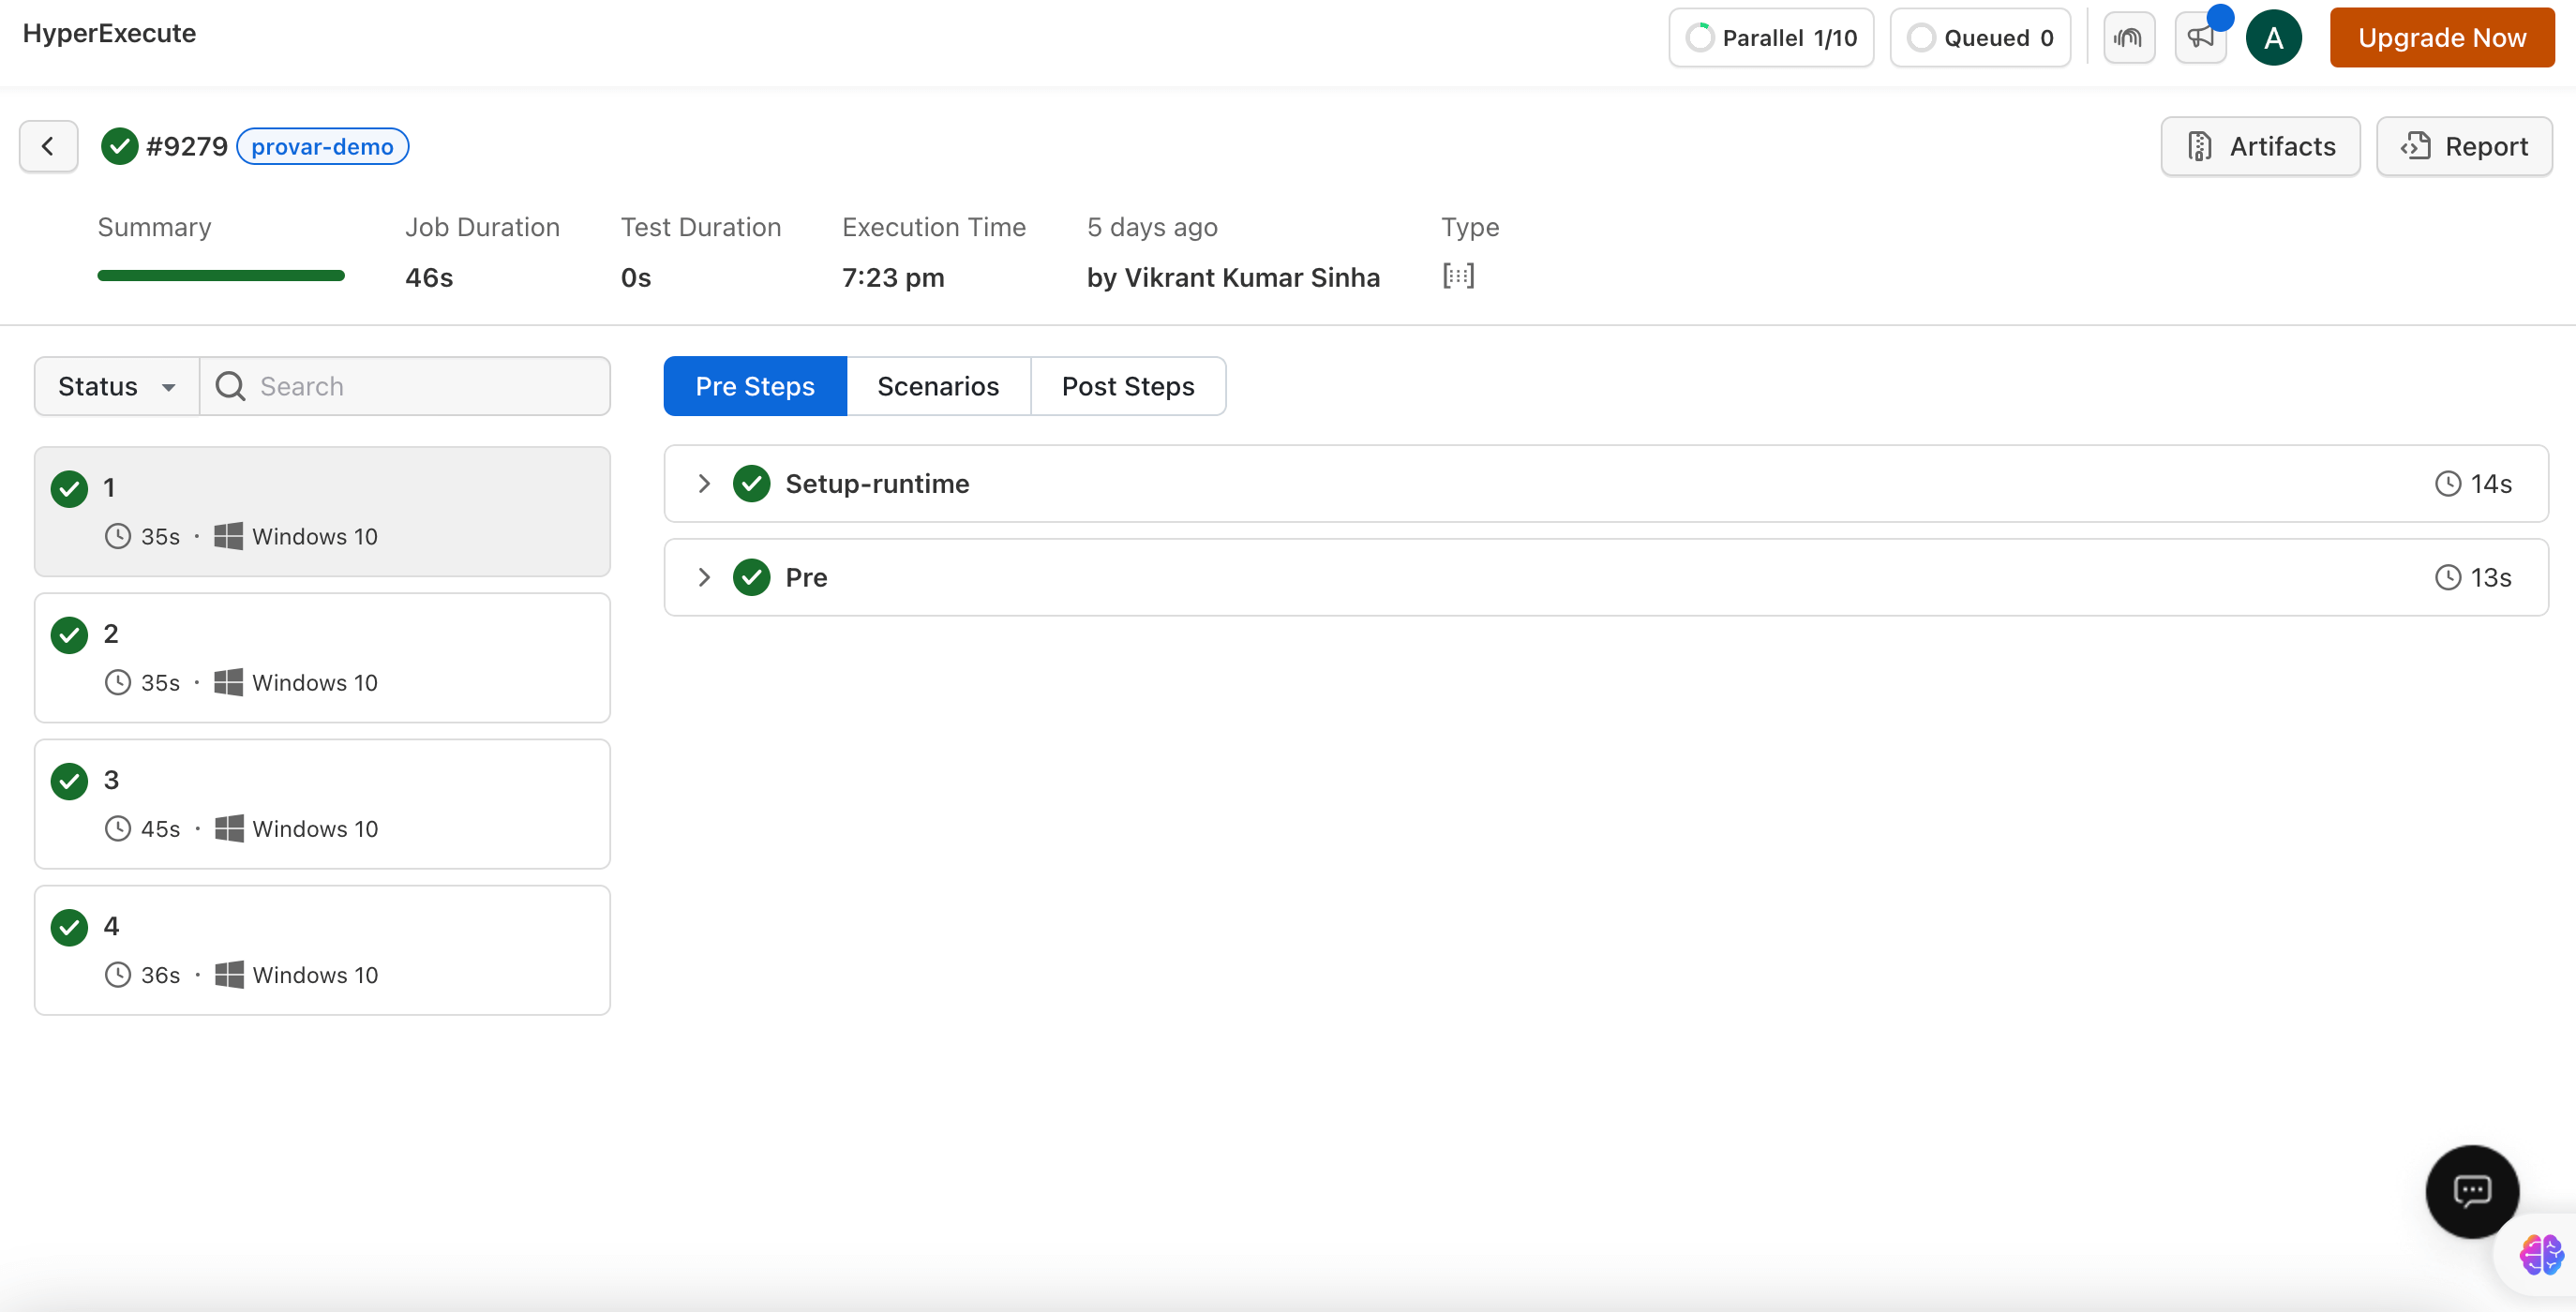 HyperExecute
Parallel 1/10
Queued 0
A
Upgrade Now
#9279 provar-demo
Artifacts
Report
Summary
Job Duration
46s
Test Duration
0s
Execution Time
7:23 pm
5 days ago
by Vikrant Kumar Sinha
Type
Status
Search
1
35s · Windows 10
2
35s · Windows 10
3
45s · Windows 10
4
36s · Windows 10
Pre Steps
Scenarios
Post Steps
Setup-runtime
14s
Pre
13s